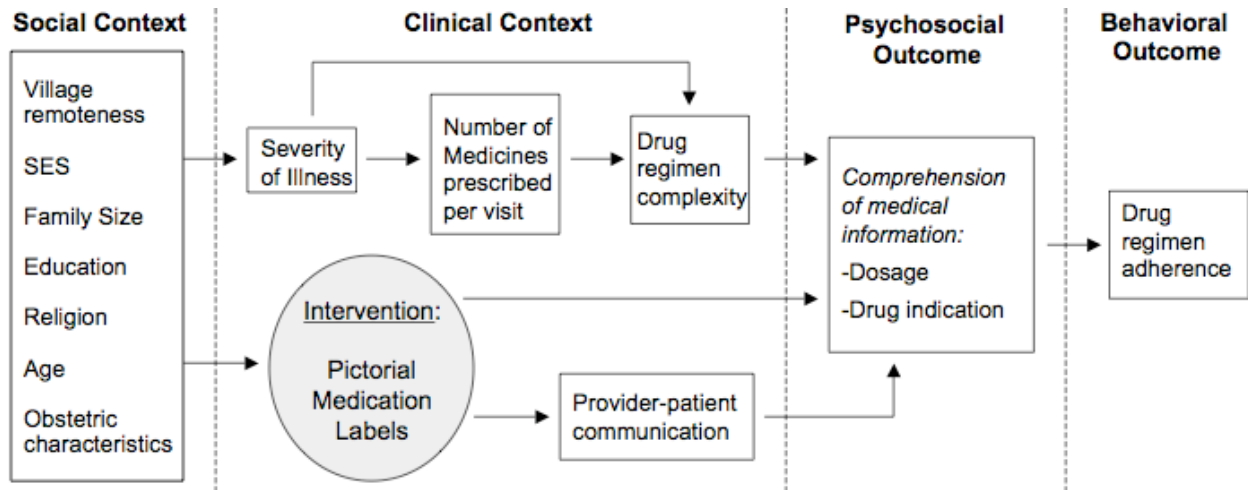 Social Context
Clinical Context
Psychosocial
Outcome
Behavioral
Outcome
Village
remoteness
SES
Family Size
Education
Religion
Age
Obstetric
characteristics
Severity
of Illness
Number of
Medicines
prescribed
per visit
Drug
regimen
complexity
Intervention:
Pictorial
Medication
Labels
Provider-patient
communication
Comprehension
of medical
information:
-Dosage
-Drug indication
Drug
regimen
adherence